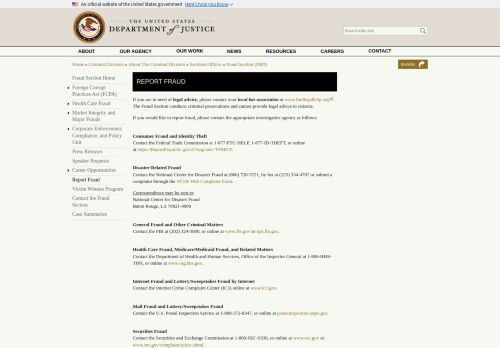 An official website of the United States government Here's how you know
THE UNITED STATES
DEPARTMENT of JUSTICE
Search this site
ABOUT OUR AGENCY OUR WORK NEWS RESOURCES CAREERS CONTACT
Home » Criminal Division » About The Criminal Division » Sections/Offices » Fraud Section (FRD)
SHARE
Fraud Section Home
Foreign Corrupt Practices Act (FCPA)
Health Care Fraud
Market Integrity and Major Frauds
Corporate Enforcement, Compliance, and Policy Unit
Press Releases
Speaker Requests
Career Opportunities
Report Fraud
Victim Witness Program
Contact the Fraud Section
Case Summaries
REPORT FRAUD
If you are in need of legal advice, please contact your local bar association at www.findlegalhelp.org.
The Fraud Section conducts criminal prosecutions and cannot provide legal advice to citizens.
If you would like to report fraud, please contact the appropriate investigative agency as follows:
Consumer Fraud and Identity Theft
Contact the Federal Trade Commission at 1-877-FTC-HELP, 1-877-ID-THEFT, or online
at
Disaster-Related Fraud
Contact the National Center for Disaster Fraud at (866) 720-5721, by fax at (225) 334-4707 or submit a
complaint through the NCDF Web Complaint Form.
Correspondence may be sent to:
National Center for Disaster Fraud
Baton Rouge, LA 70821-4909
General Fraud and Other Criminal Matters
Contact the FBI at (202) 324-3000, or online at www.fbi.gov or tips.fbi.gov.
Health Care Fraud, Medicare/Medicaid Fraud, and Related Matters
Contact the Department of Health and Human Services, Office of the Inspector General at 1-800-HHS-
TIPS, or online at www.oig.hhs.gov.
Internet Fraud and Lottery/Sweepstakes Fraud by Internet
Contact the Internet Crime Complaint Center (IC3) online at www.ic3.gov.
Mail Fraud and Lottery/Sweepstakes Fraud
Contact the U.S. Postal Inspection Service at 1-800-372-8347, or online at postalinspectors.uspis.gov.
Securities Fraud
Contact the Securities and Exchange Commission at 1-800-SEC-0330, or online at www.sec.gov or
www.sec.gov/complaint/select.shtml.